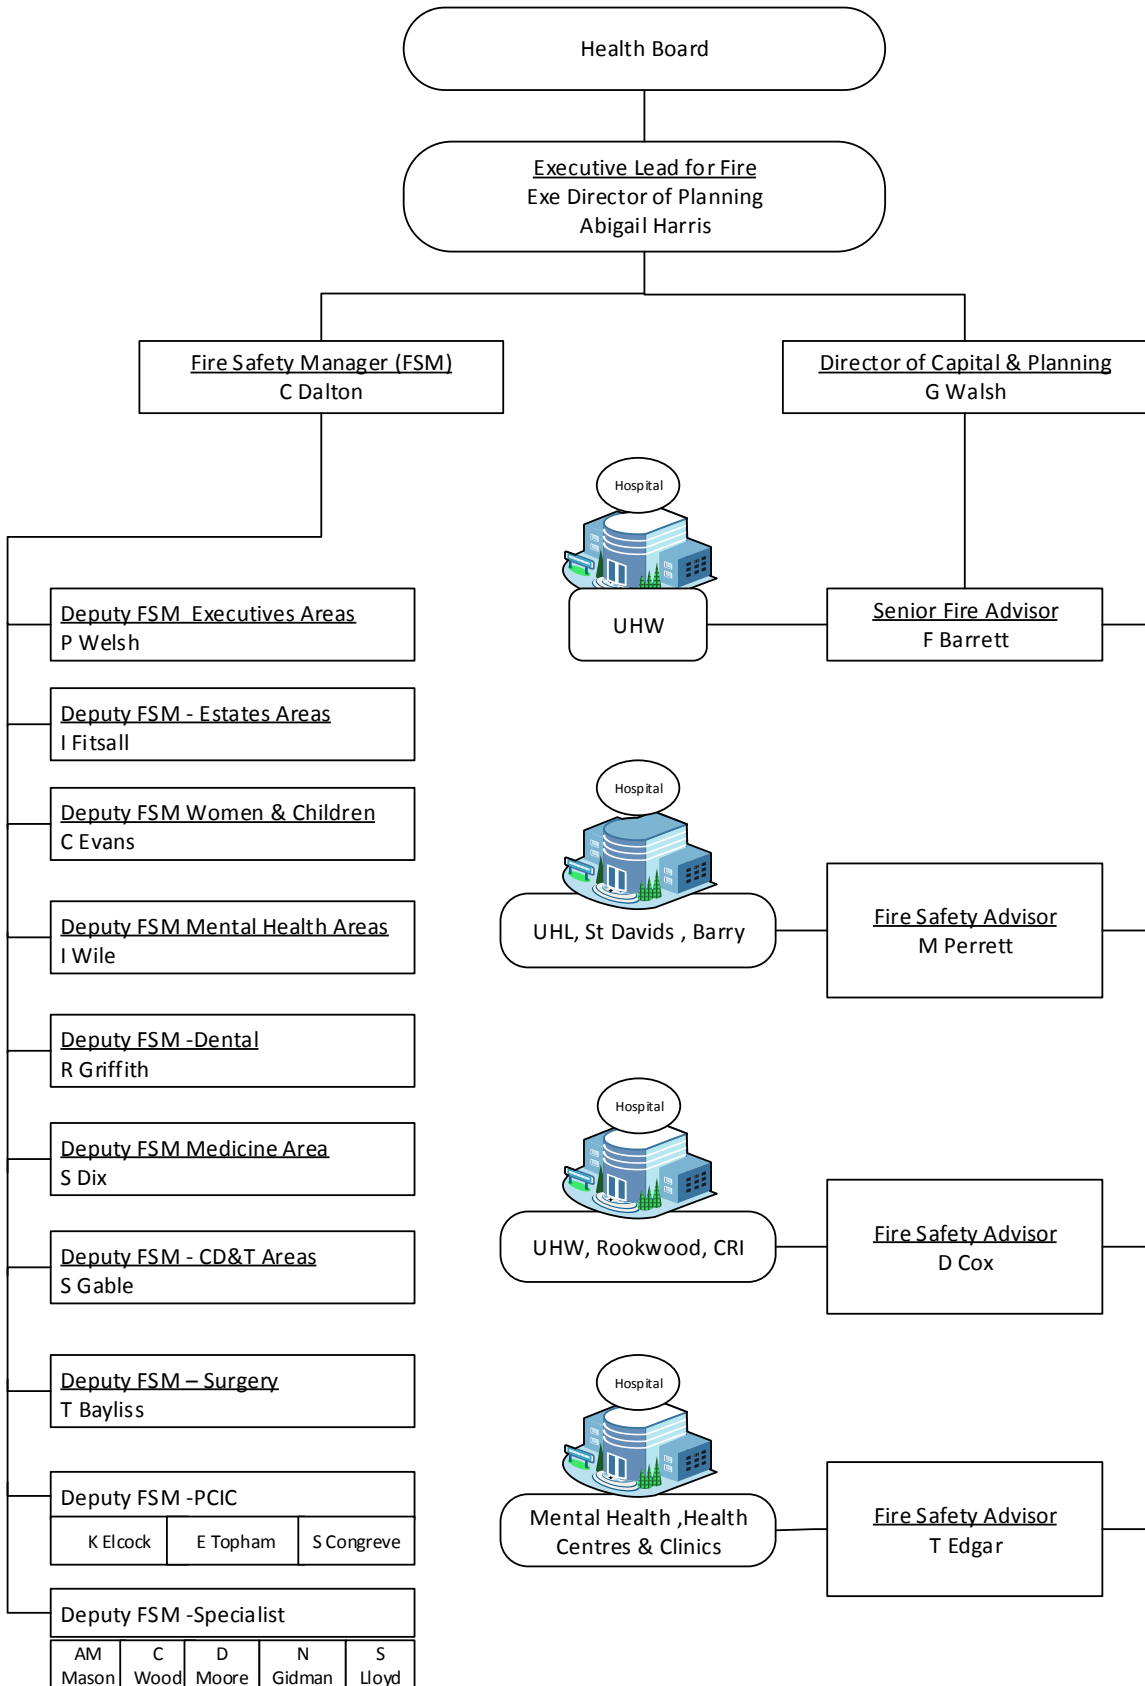 Health Board
Executive Lead for Fire
Exe Director of Planning
Abigail Harris
Fire Safety Manager (FSM)
C Dalton
Director of Capital & Planning
G Walsh
Deputy FSM  Executives Areas
P Welsh
Deputy FSM - Estates Areas
I Fitsall
Deputy FSM Women & Children
C Evans
Deputy FSM Mental Health Areas
I Wile
Deputy FSM -Dental
R Griffith
Deputy FSM Medicine Area
S Dix
Deputy FSM - CD&T Areas
S Gable
Deputy FSM – Surgery
T Bayliss
Deputy FSM -PCIC
K Elcock
E Topham
S Congreve
Deputy FSM -Specialist
AM
Mason
C
Wood
D
Moore
N
Gidman
S
Lloyd
Hospital
UHW
Senior Fire Advisor
F Barrett
Hospital
UHL, St Davids , Barry
Fire Safety Advisor
M Perrett
Hospital
UHW, Rookwood, CRI
Fire Safety Advisor
D Cox
Hospital
Mental Health ,Health
Centres & Clinics
Fire Safety Advisor
T Edgar